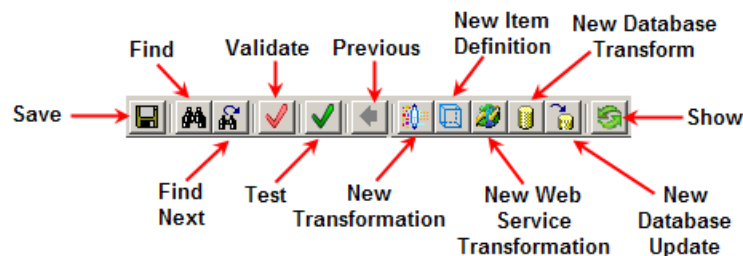 New Item
Definition
New Database
Transform
Find
Validate
Previous
Save
Show
Find
Next
Test
New
Transformation
New Web
Service
Transformation
New
Database
Update